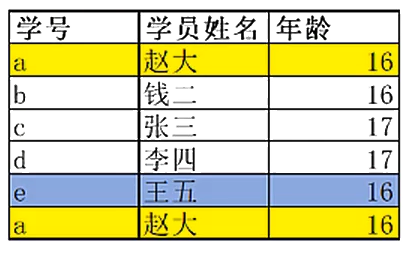 学号 学员姓名 年龄
a 赵大 16
b 钱二 16
c 张三 17
d 李四 17
e 王五 16
a 赵大 16